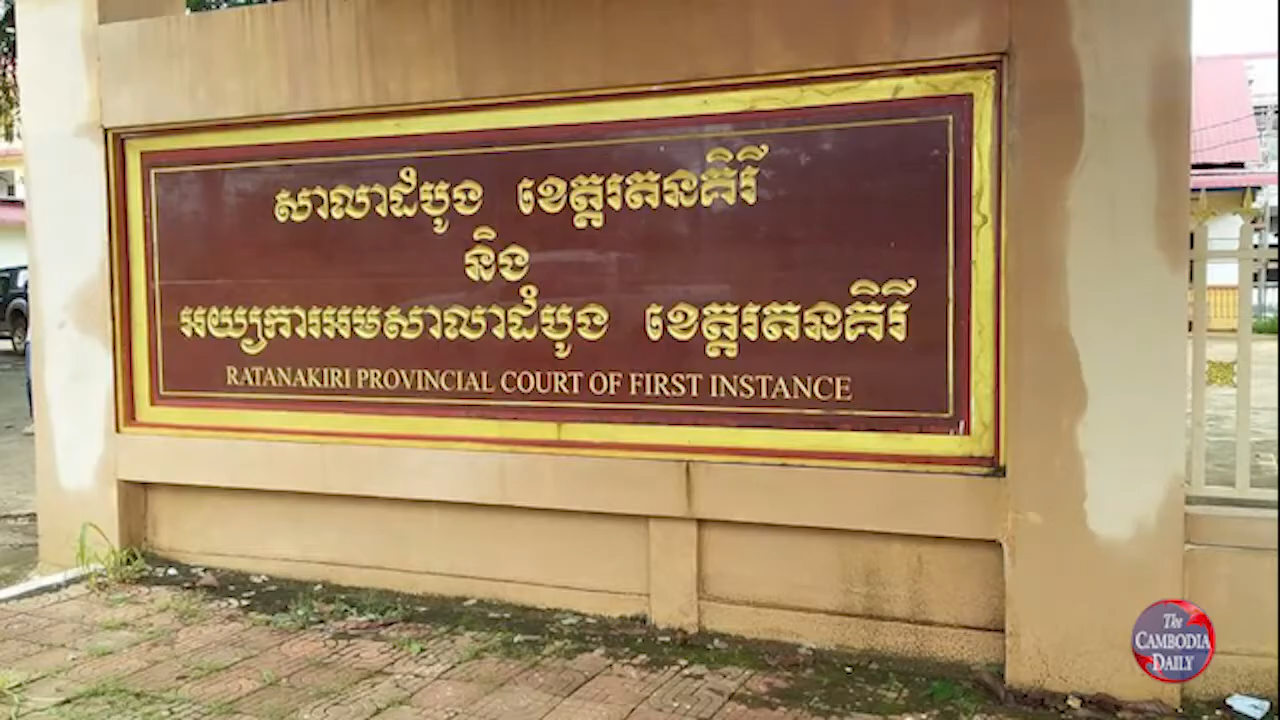 សាលាដំបូង ខេត្តរតនគិរី
និង
អយ្យការអមសាលាដំបូង ខេត្តរតនគិរី
RATANAKIRI PROVINCIAL COURT OF FIRST INSTANCE
The
CAMBODIA
DAILY